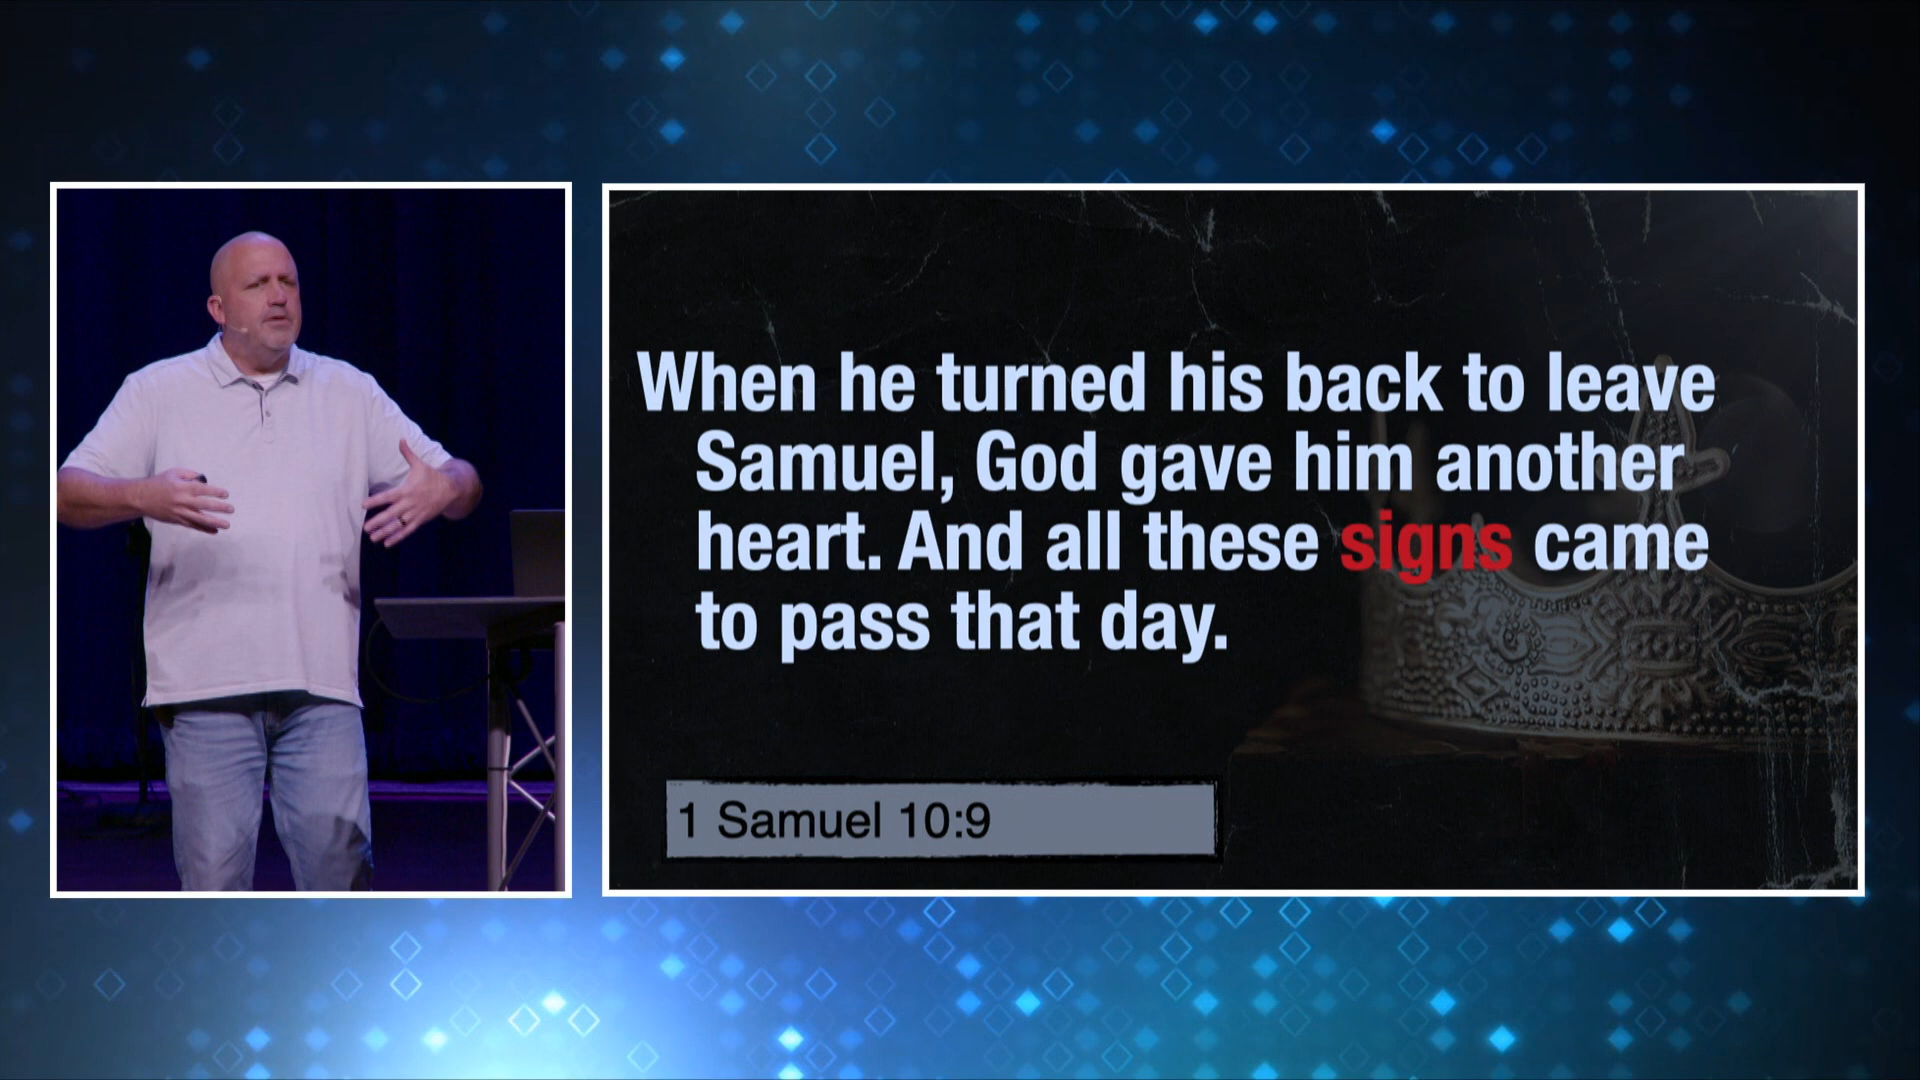 When he turned his back to leave
Samuel, God gave him another
heart. And all these signs came
to pass that day.
1 Samuel 10:9